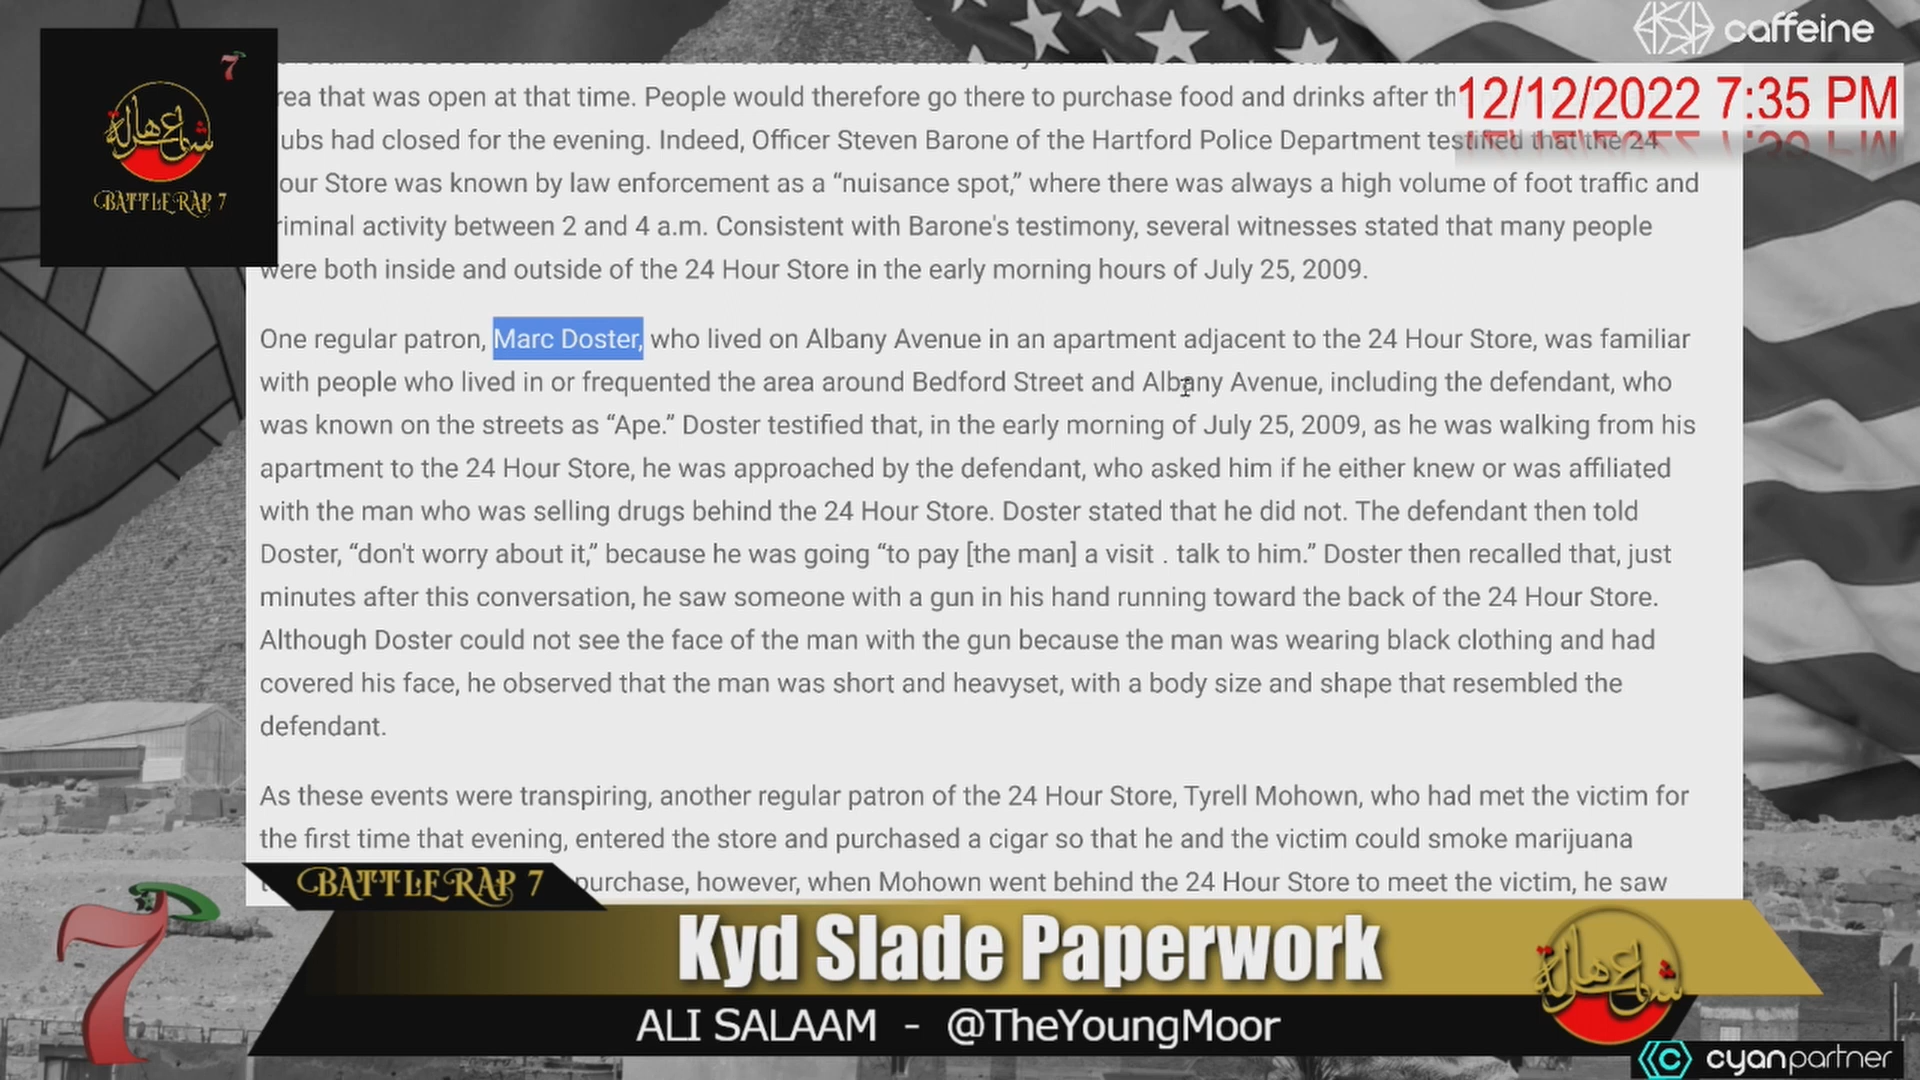 caffeine
12/12/2022 7:35 PM
7
شعاع هالة
BATTLE RAP 7
rea that was open at that time. People would therefore go there to purchase food and drinks after th
ubs had closed for the evening. Indeed, Officer Steven Barone of the Hartford Police Department testified that the 24
our Store was known by law enforcement as a “nuisance spot,” where there was always a high volume of foot traffic and
riminal activity between 2 and 4 a.m. Consistent with Barone's testimony, several witnesses stated that many people
were both inside and outside of the 24 Hour Store in the early morning hours of July 25, 2009.
One regular patron, Marc Doster, who lived on Albany Avenue in an apartment adjacent to the 24 Hour Store, was familiar
with people who lived in or frequented the area around Bedford Street and Albany Avenue, including the defendant, who
was known on the streets as “Ape.” Doster testified that, in the early morning of July 25, 2009, as he was walking from his
apartment to the 24 Hour Store, he was approached by the defendant, who asked him if he either knew or was affiliated
with the man who was selling drugs behind the 24 Hour Store. Doster stated that he did not. The defendant then told
Doster, “don't worry about it,” because he was going “to pay [the man] a visit . talk to him.” Doster then recalled that, just
minutes after this conversation, he saw someone with a gun in his hand running toward the back of the 24 Hour Store.
Although Doster could not see the face of the man with the gun because the man was wearing black clothing and had
covered his face, he observed that the man was short and heavyset, with a body size and shape that resembled the
defendant.
As these events were transpiring, another regular patron of the 24 Hour Store, Tyrell Mohown, who had met the victim for
the first time that evening, entered the store and purchased a cigar so that he and the victim could smoke marijuana
purchase, however, when Mohown went behind the 24 Hour Store to meet the victim, he saw
BATTLE RAP 7
7
Kyd Slade Paperwork
ALI SALAAM - @TheYoungMoor
cyanpartner